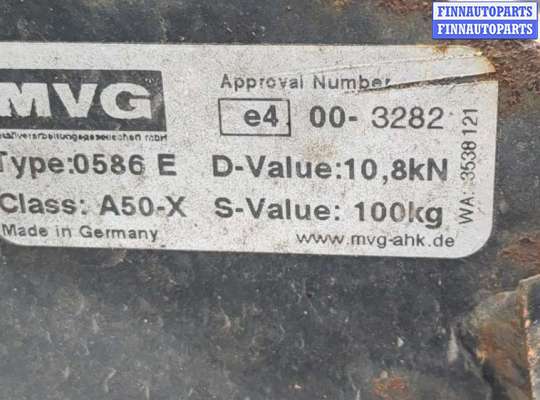 FINNAUTOPARTS
FINNAUTOPARTS
MVG
Approval Number
e4 00- 3282
Type:0586 E D-Value:10,8kN
Class: A50-X S-Value: 100kg
Made in Germany www.mvg-ahk.de
WA: 3538121